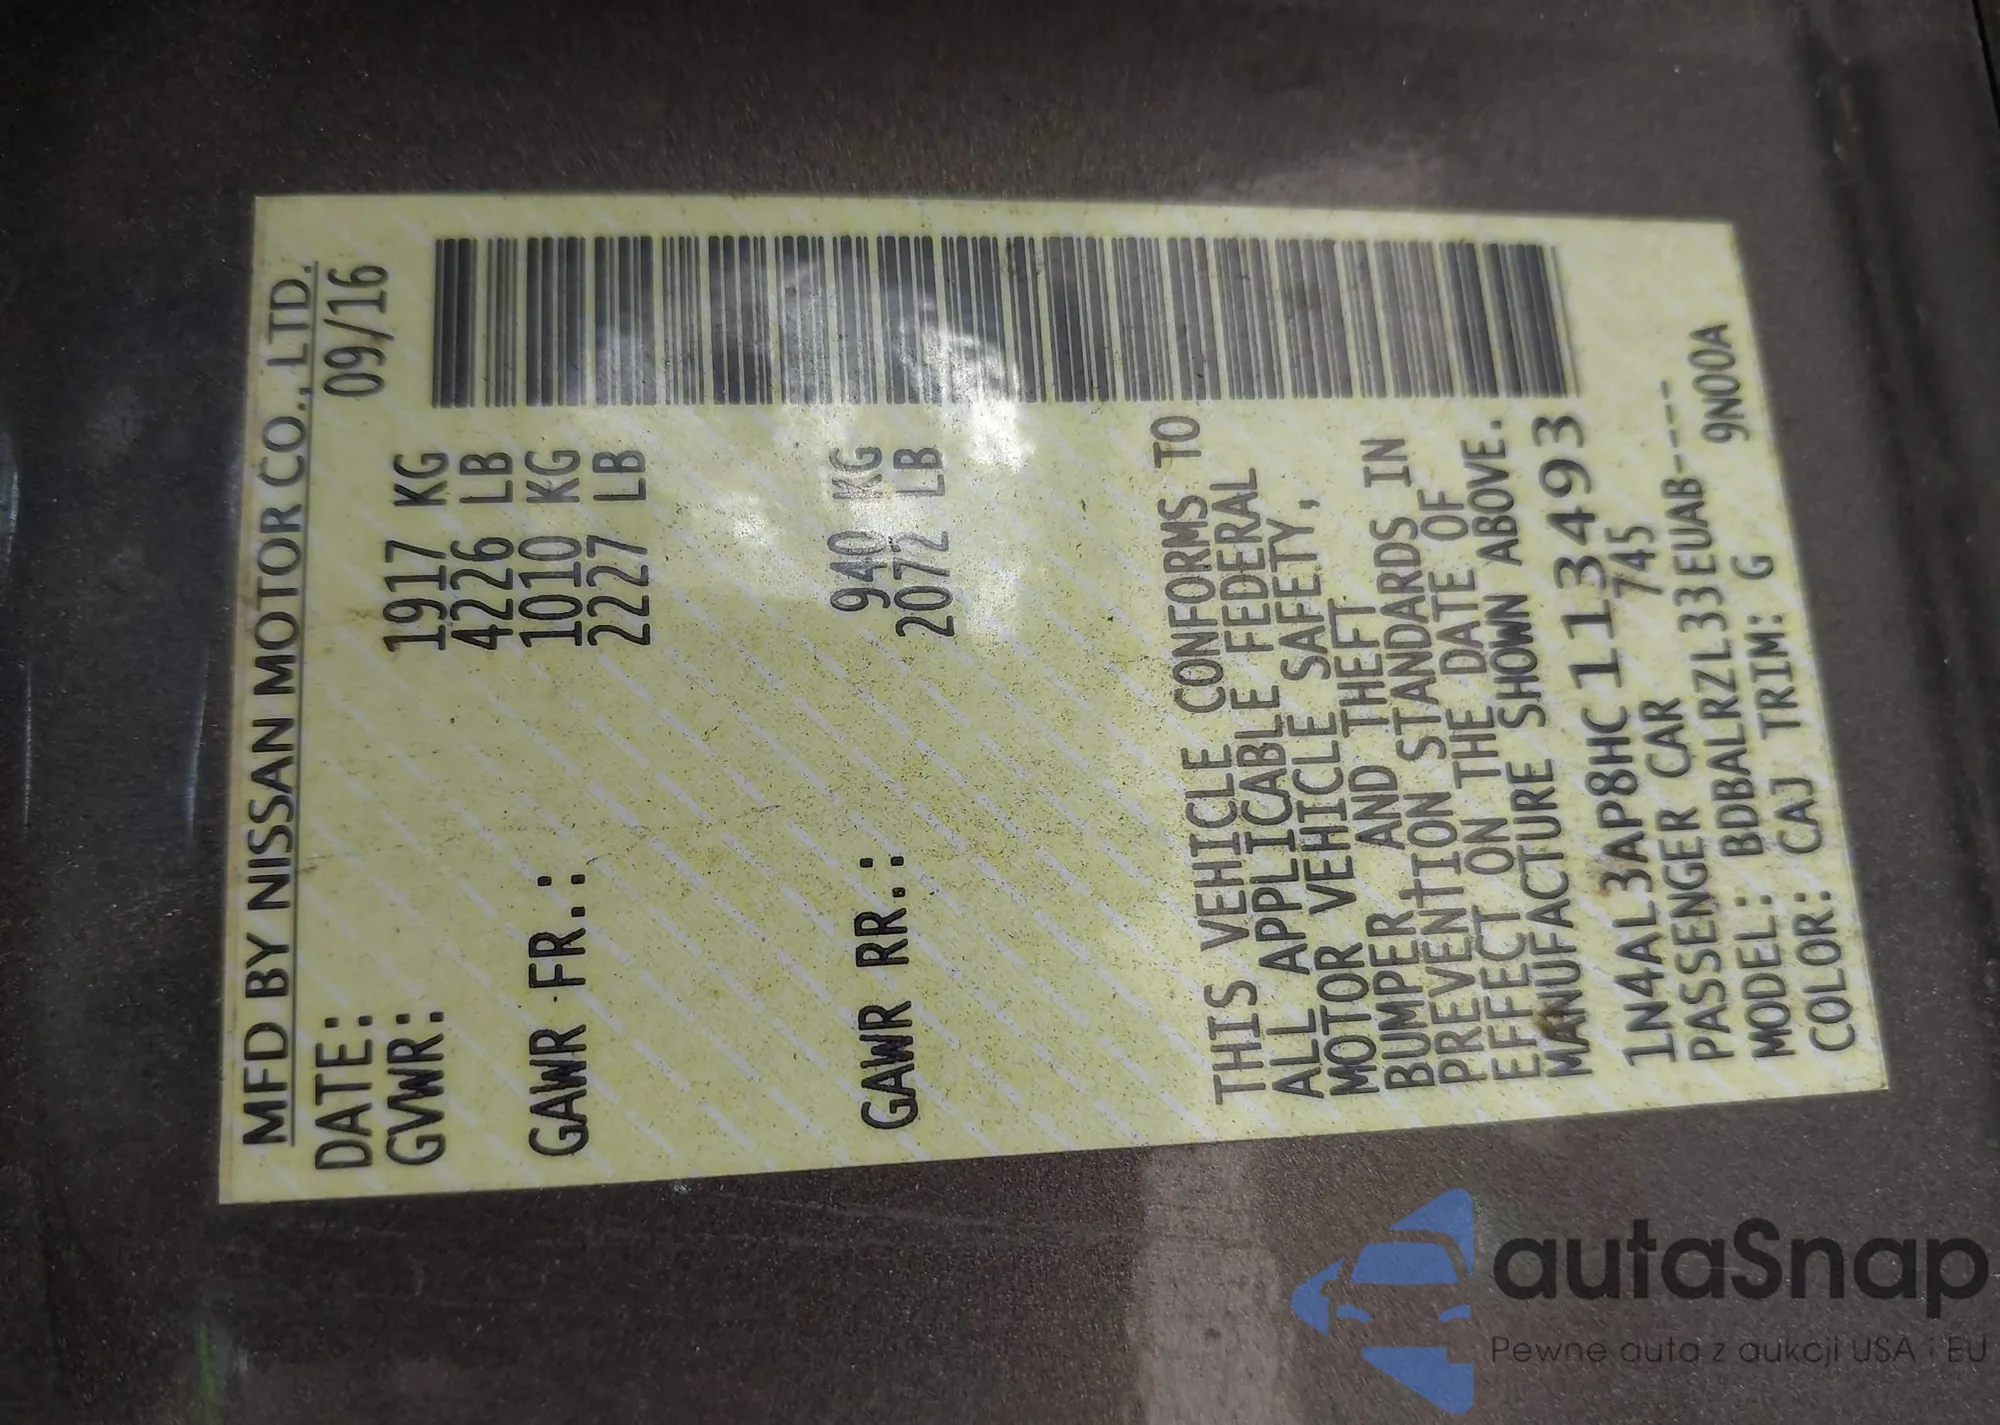 MFD BY NISSAN MOTOR CO., LTD.
DATE: 09/16
GVWR: 1917 KG
4226 LB
GAWR FR.: 1010 KG
2227 LB
GAWR RR.: 940 KG
2072 LB
THIS VEHICLE CONFORMS TO
ALL APPLICABLE FEDERAL
MOTOR VEHICLE SAFETY,
BUMPER AND THEFT
PREVENTION STANDARDS IN
EFFECT ON THE DATE OF
MANUFACTURE SHOWN ABOVE.
1N4AL3AP8HC113493
PASSENGER CAR 745
MODEL: BDBALRZL33EUAB----
COLOR: CAJ TRIM: G 9N00A
autaSnap
Pewne auta z aukcji USA i EU